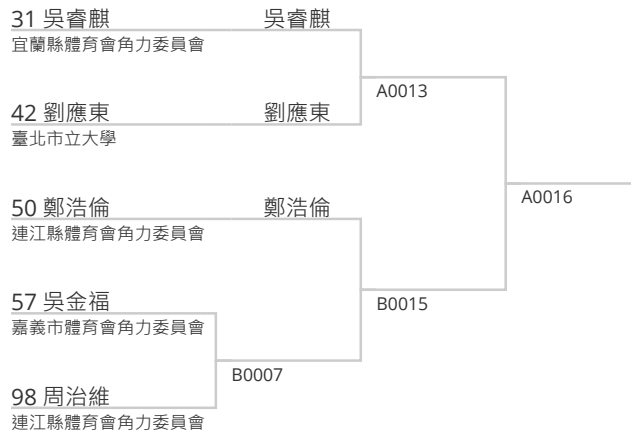 31 吳睿麒 吳睿麒
宜蘭縣體育會角力委員會
A0013
42 劉應東 劉應東
臺北市立大學
A0016
50 鄭浩倫 鄭浩倫
連江縣體育會角力委員會
57 吳金福
B0015
嘉義市體育會角力委員會
B0007
98 周治維
連江縣體育會角力委員會